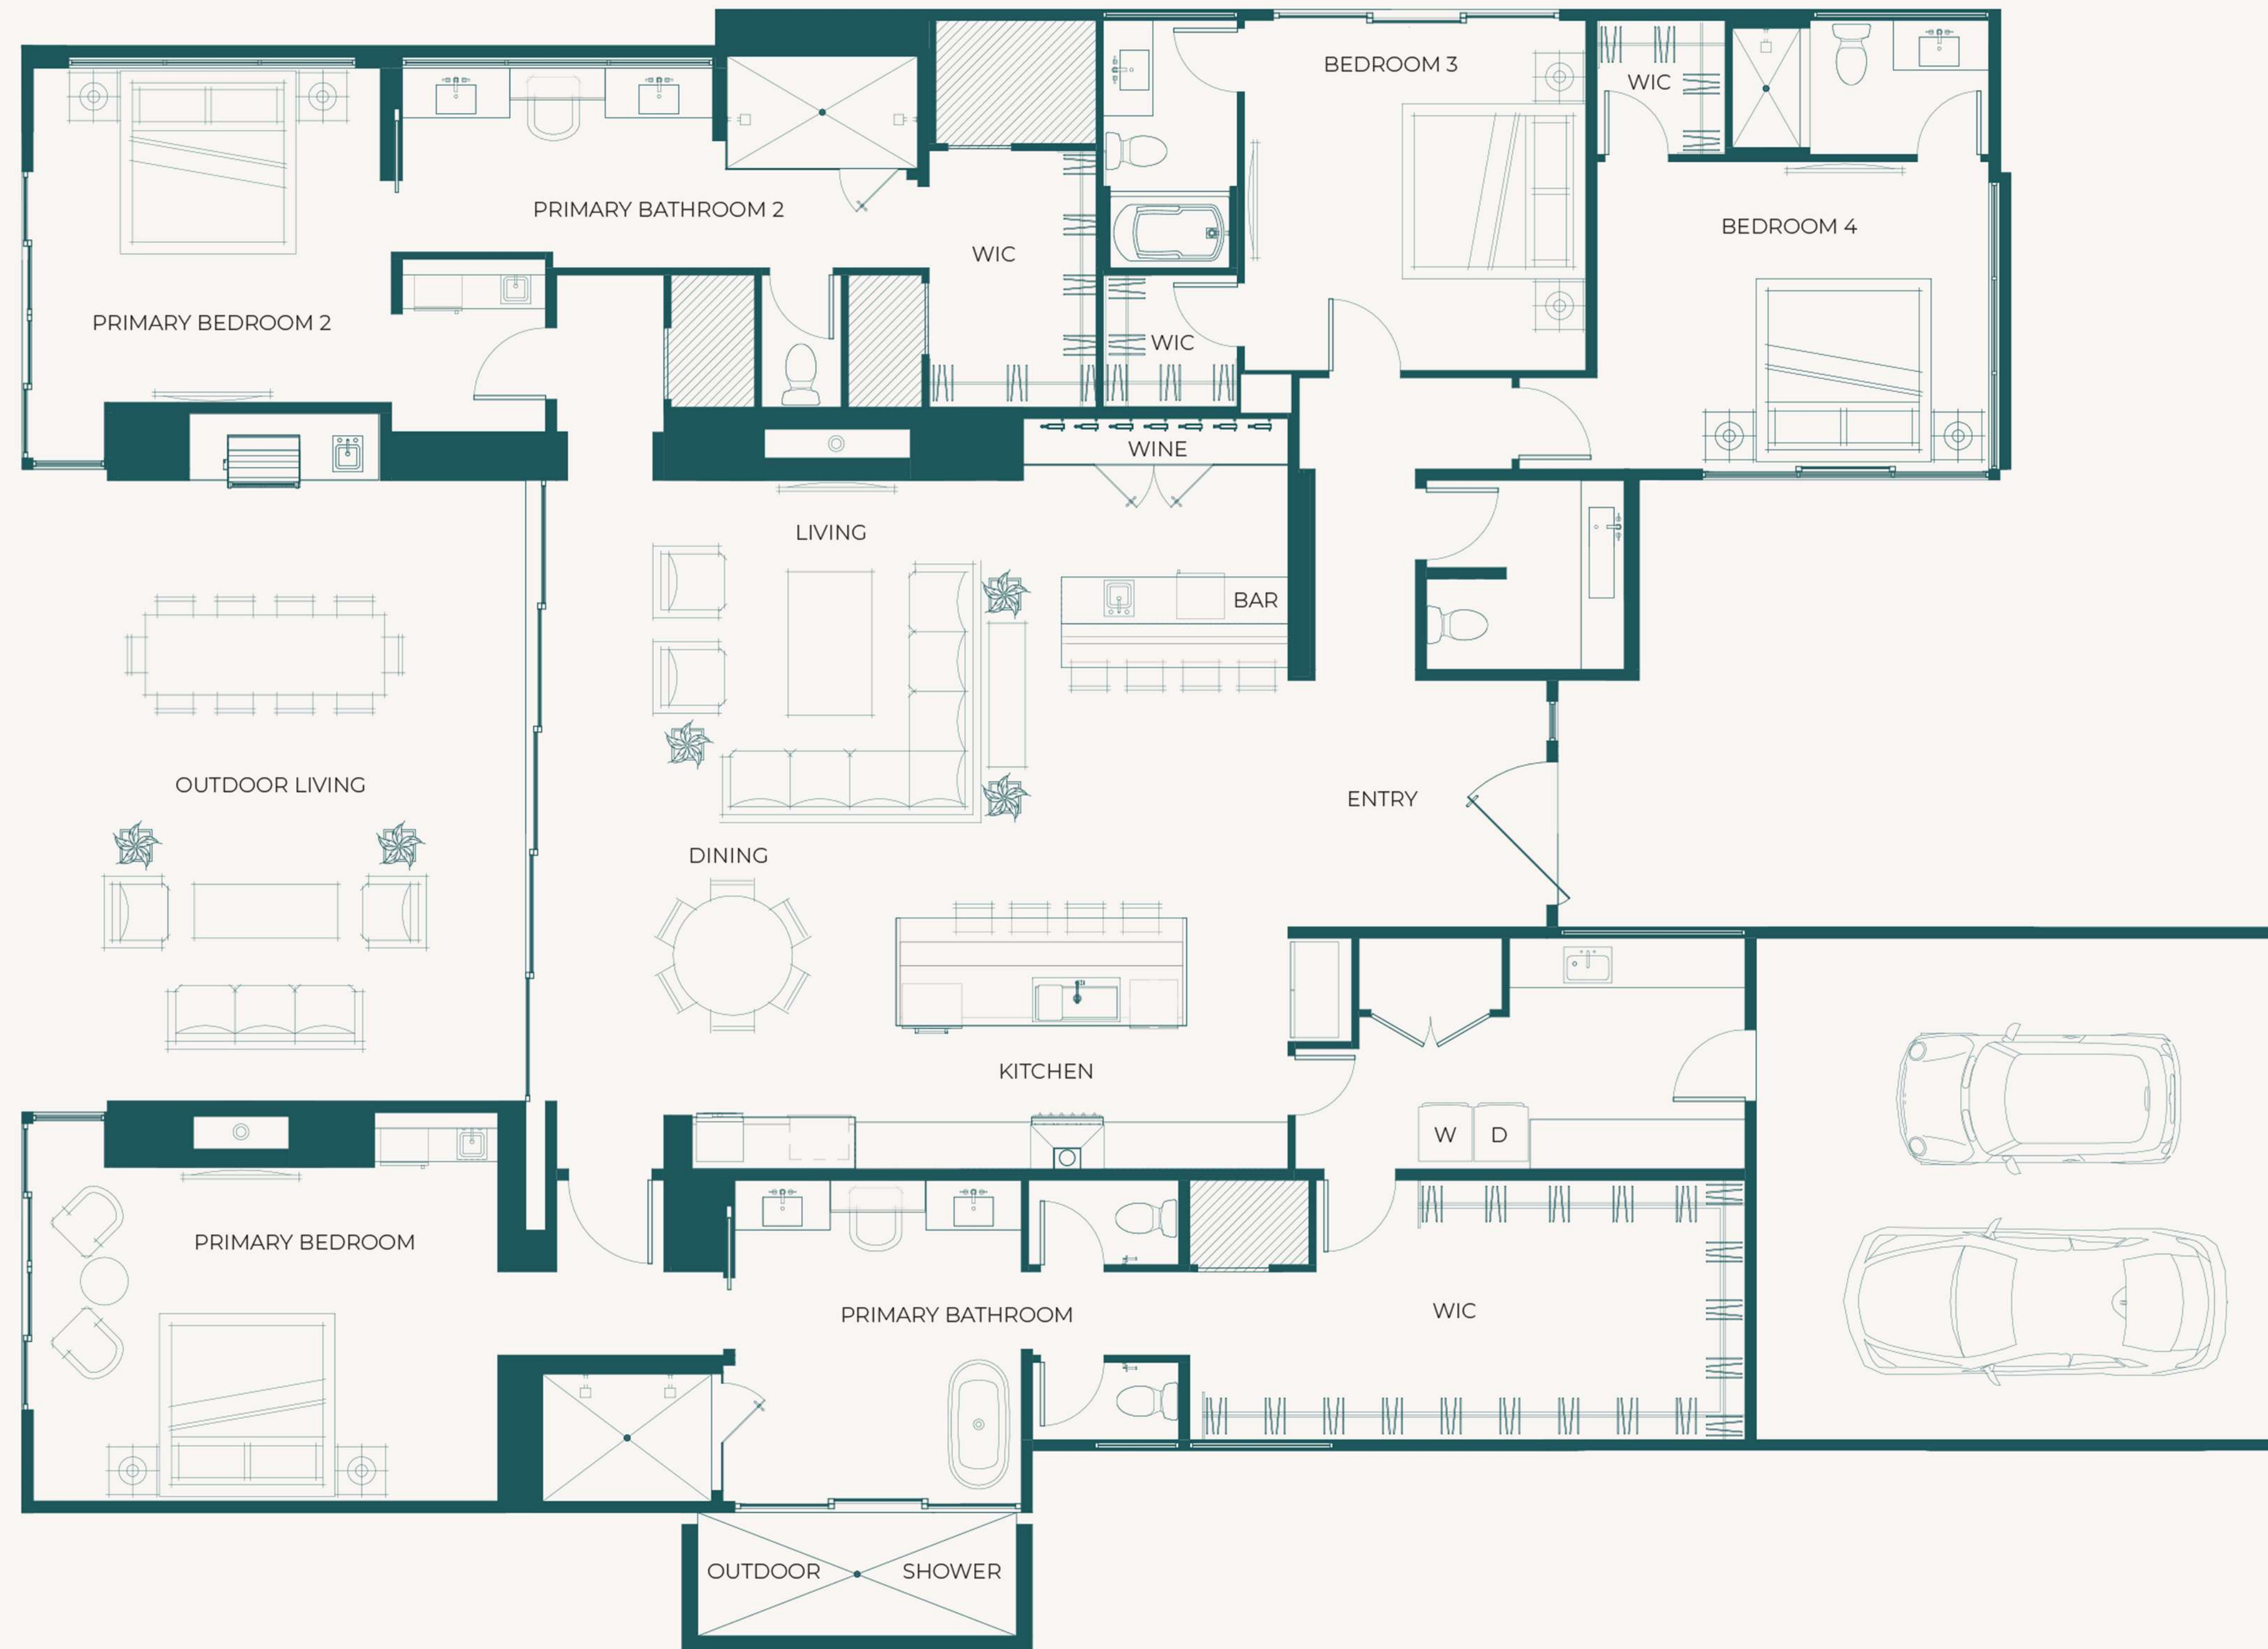 BEDROOM 3
WIC
PRIMARY BATHROOM 2
BEDROOM 4
WIC
PRIMARY BEDROOM 2
WIC
WINE
LIVING
BAR
OUTDOOR LIVING
ENTRY
DINING
KITCHEN
W D
PRIMARY BEDROOM
PRIMARY BATHROOM
WIC
OUTDOOR SHOWER